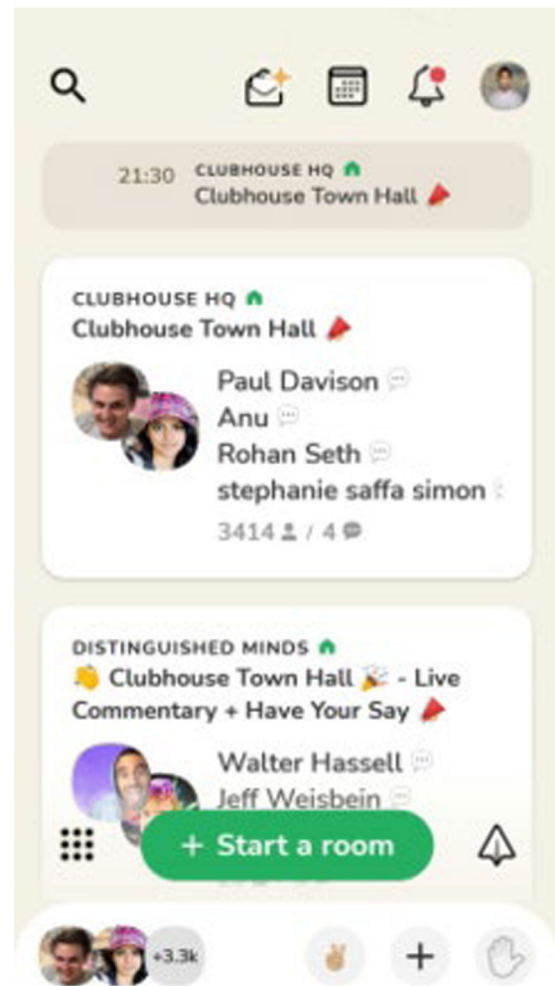 21:30 CLUBHOUSE HQ
Clubhouse Town Hall
CLUBHOUSE HQ
Clubhouse Town Hall
Paul Davison
Anu
Rohan Seth
stephanie saffa simon
3414 / 4
DISTINGUISHED MINDS
👏 Clubhouse Town Hall 🎉 - Live
Commentary + Have Your Say
Walter Hassell
Jeff Weisbein
+ Start a room
+3.3k